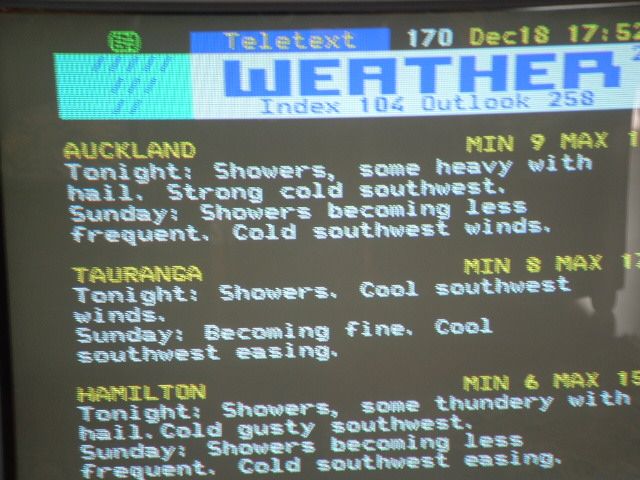 Teletext 170 Dec18 17:52
WEATHER
Index 104 Outlook 258
AUCKLAND MIN 9 MAX
Tonight: Showers, some heavy with
hail. Strong cold southwest.
Sunday: Showers becoming less
frequent. Cold southwest winds.
TAURANGA MIN 8 MAX
Tonight: Showers. Cool southwest
winds.
Sunday: Becoming fine. Cool
southwest easing.
HAMILTON MIN 6 MAX 15
Tonight: Showers, some thundery with
hail.Cold gusty southwest.
Sunday: Showers becoming less
frequent. Cold southwest easing.